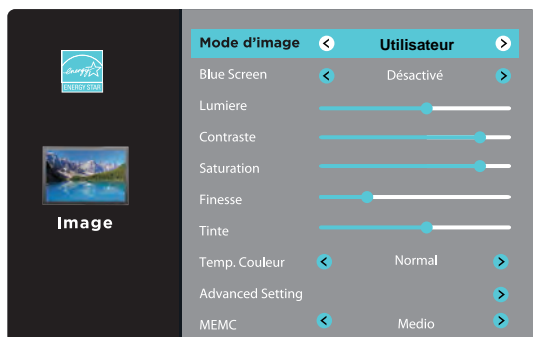 energy
ENERGY STAR
Image
Mode d'image < Utilisateur >
Blue Screen < Désactivé >
Lumiere
Contraste
Saturation
Finesse
Tinte
Temp. Couleur < Normal >
Advanced Setting >
MEMC < Medio >